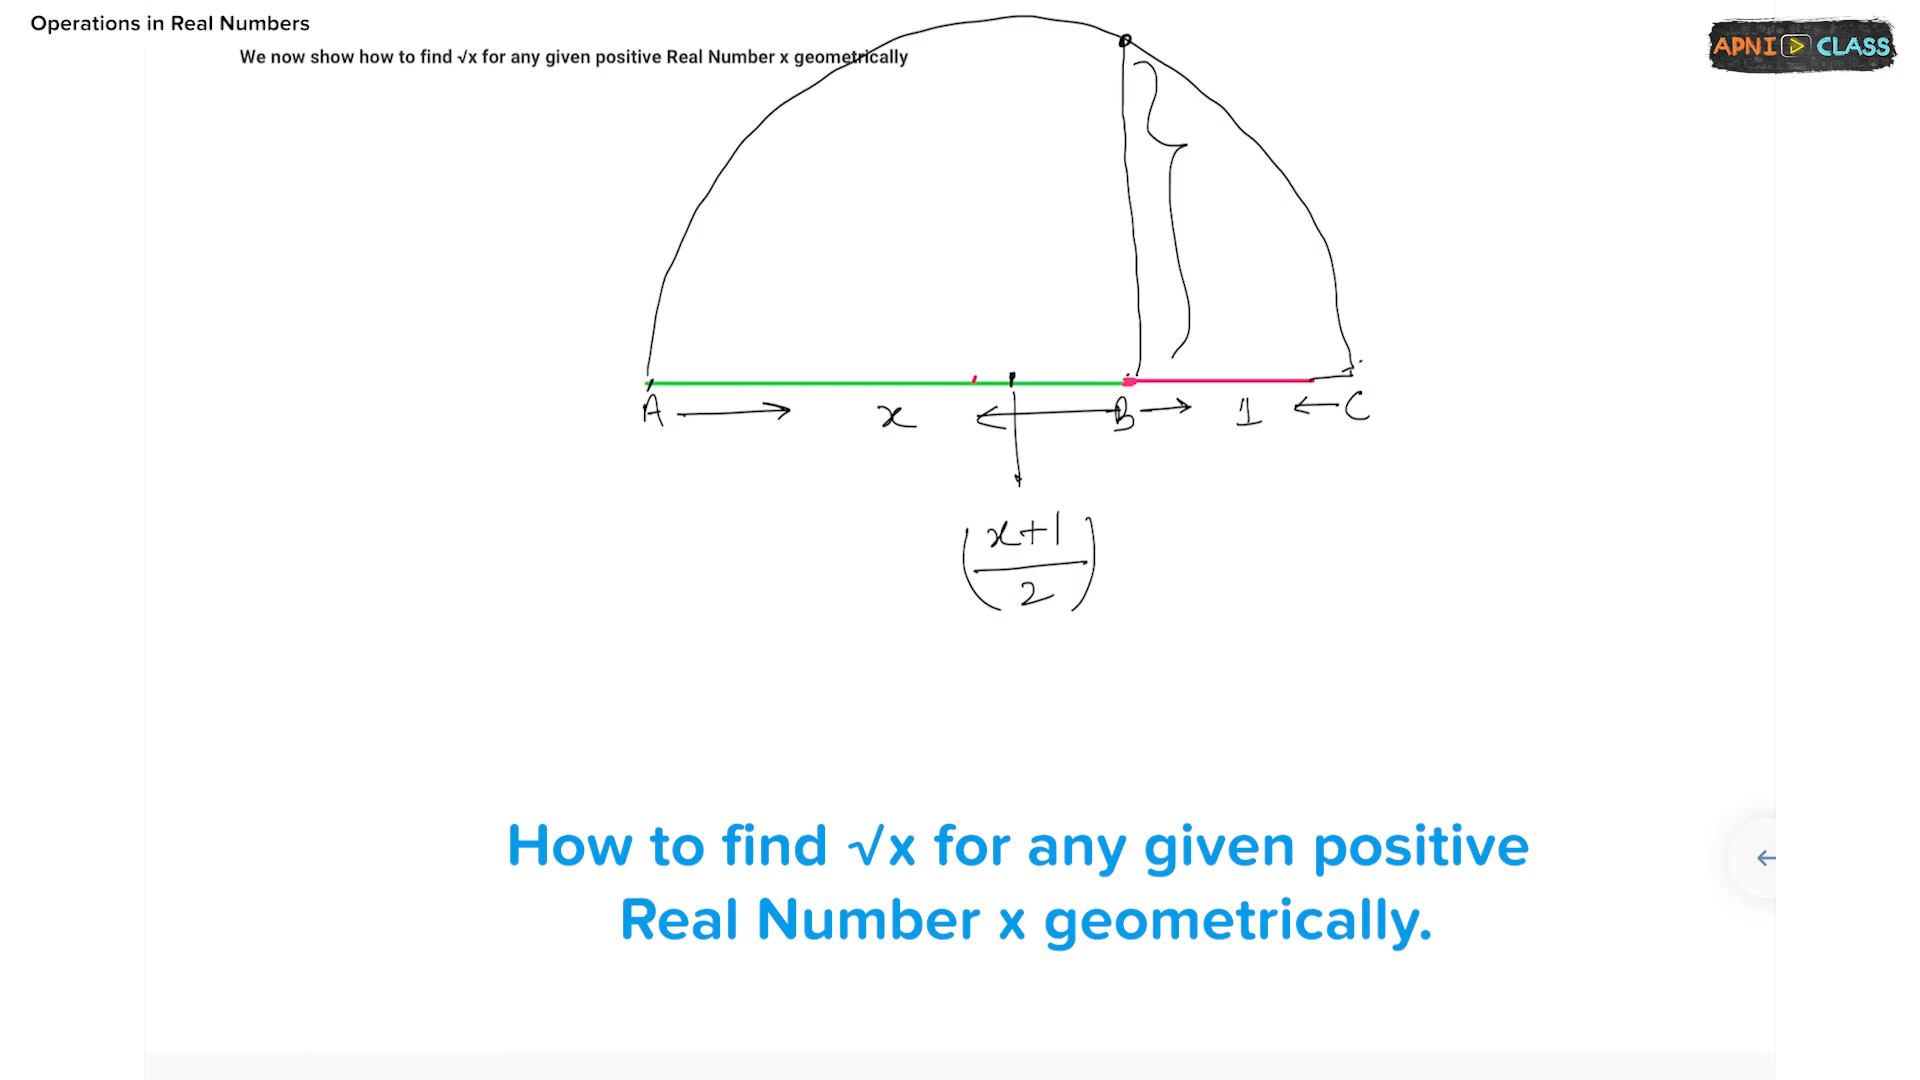 Operations in Real Numbers
We now show how to find √x for any given positive Real Number x geometrically
APNI CLASS
A x B 1 C
(x+1
2)
How to find √x for any given positive
Real Number x geometrically.